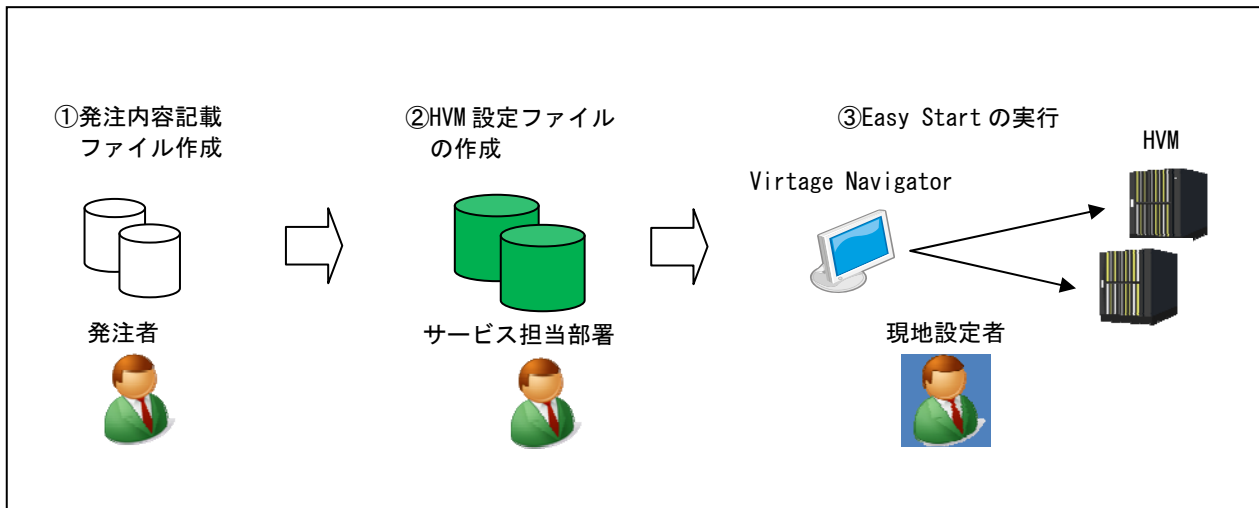 ①発注内容記載
ファイル作成
発注者
②HVM 設定ファイル
の作成
サービス担当部署
③Easy Start の実行
Virtage Navigator
HVM
現地設定者